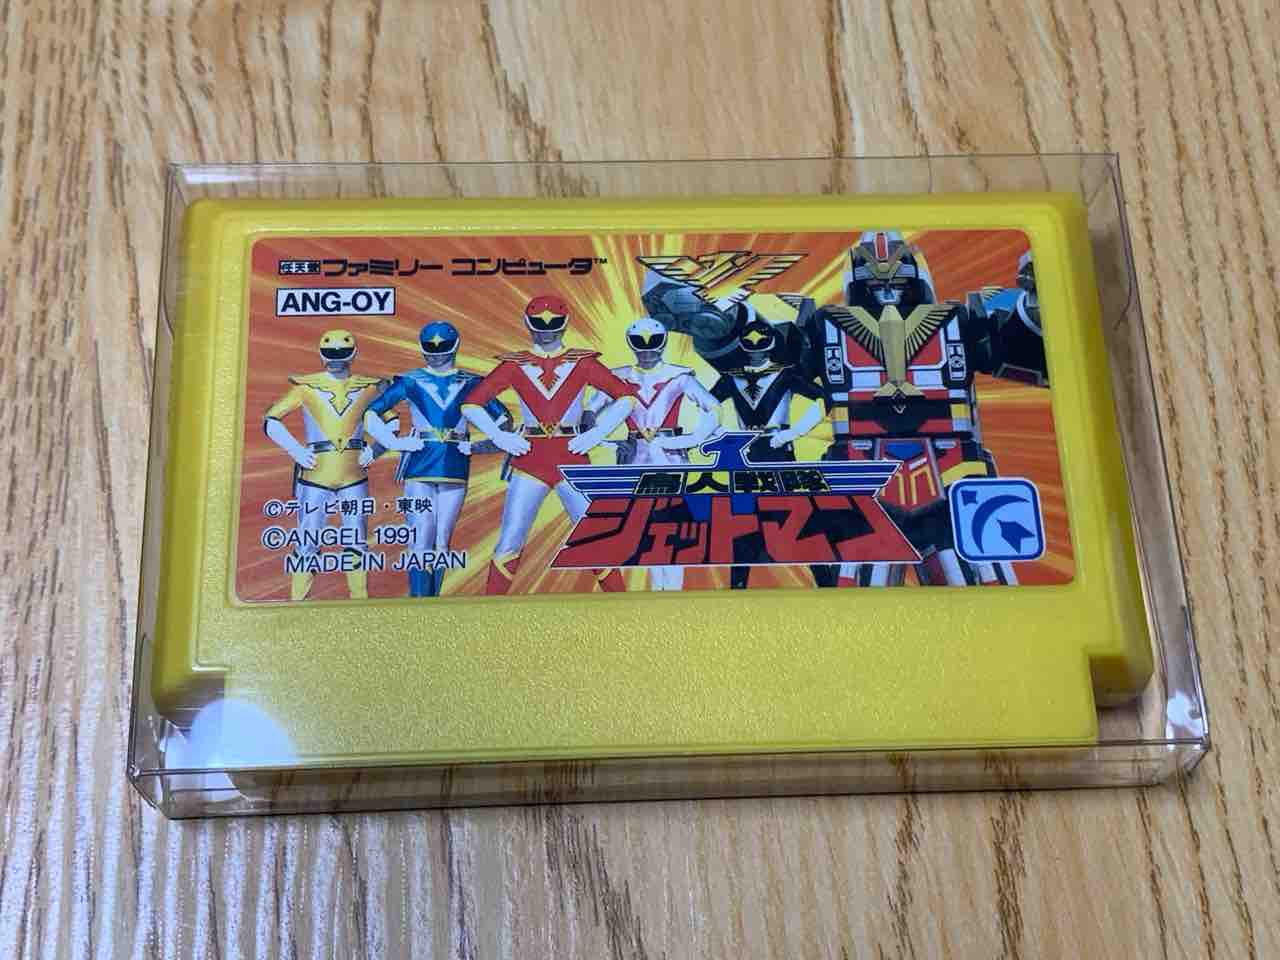 任天堂 ファミリー コンピュータ™
ANG-OY
鳥人戦隊
ジェットマン
©テレビ朝日・東映
©ANGEL 1991
MADE IN JAPAN